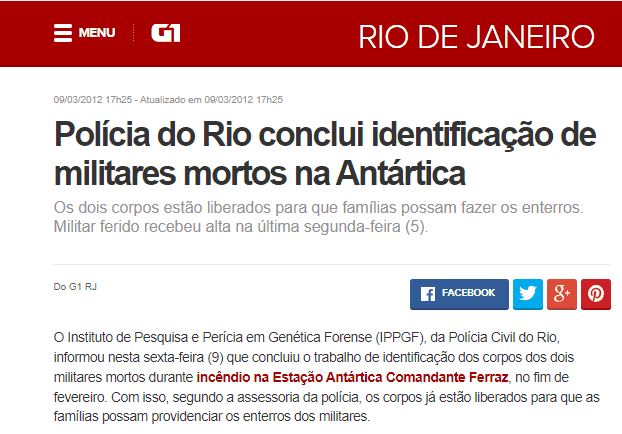 MENU G1 RIO DE JANEIRO
09/03/2012 17h25 - Atualizado em 09/03/2012 17h25
Polícia do Rio conclui identificação de
militares mortos na Antártica
Os dois corpos estão liberados para que famílias possam fazer os enterros.
Militar ferido recebeu alta na última segunda-feira (5).
Do G1 RJ
f FACEBOOK g+
O Instituto de Pesquisa e Perícia em Genética Forense (IPPGF), da Polícia Civil do Rio,
informou nesta sexta-feira (9) que concluiu o trabalho de identificação dos corpos dos dois
militares mortos durante incêndio na Estação Antártica Comandante Ferraz, no fim de
fevereiro. Com isso, segundo a assessoria da polícia, os corpos já estão liberados para que as
famílias possam providenciar os enterros dos militares.